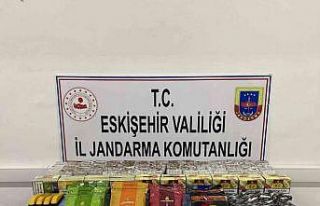 T.C.
ESKİŞEHİR VALİLİĞİ
İL JANDARMA KOMUTANLIĞI